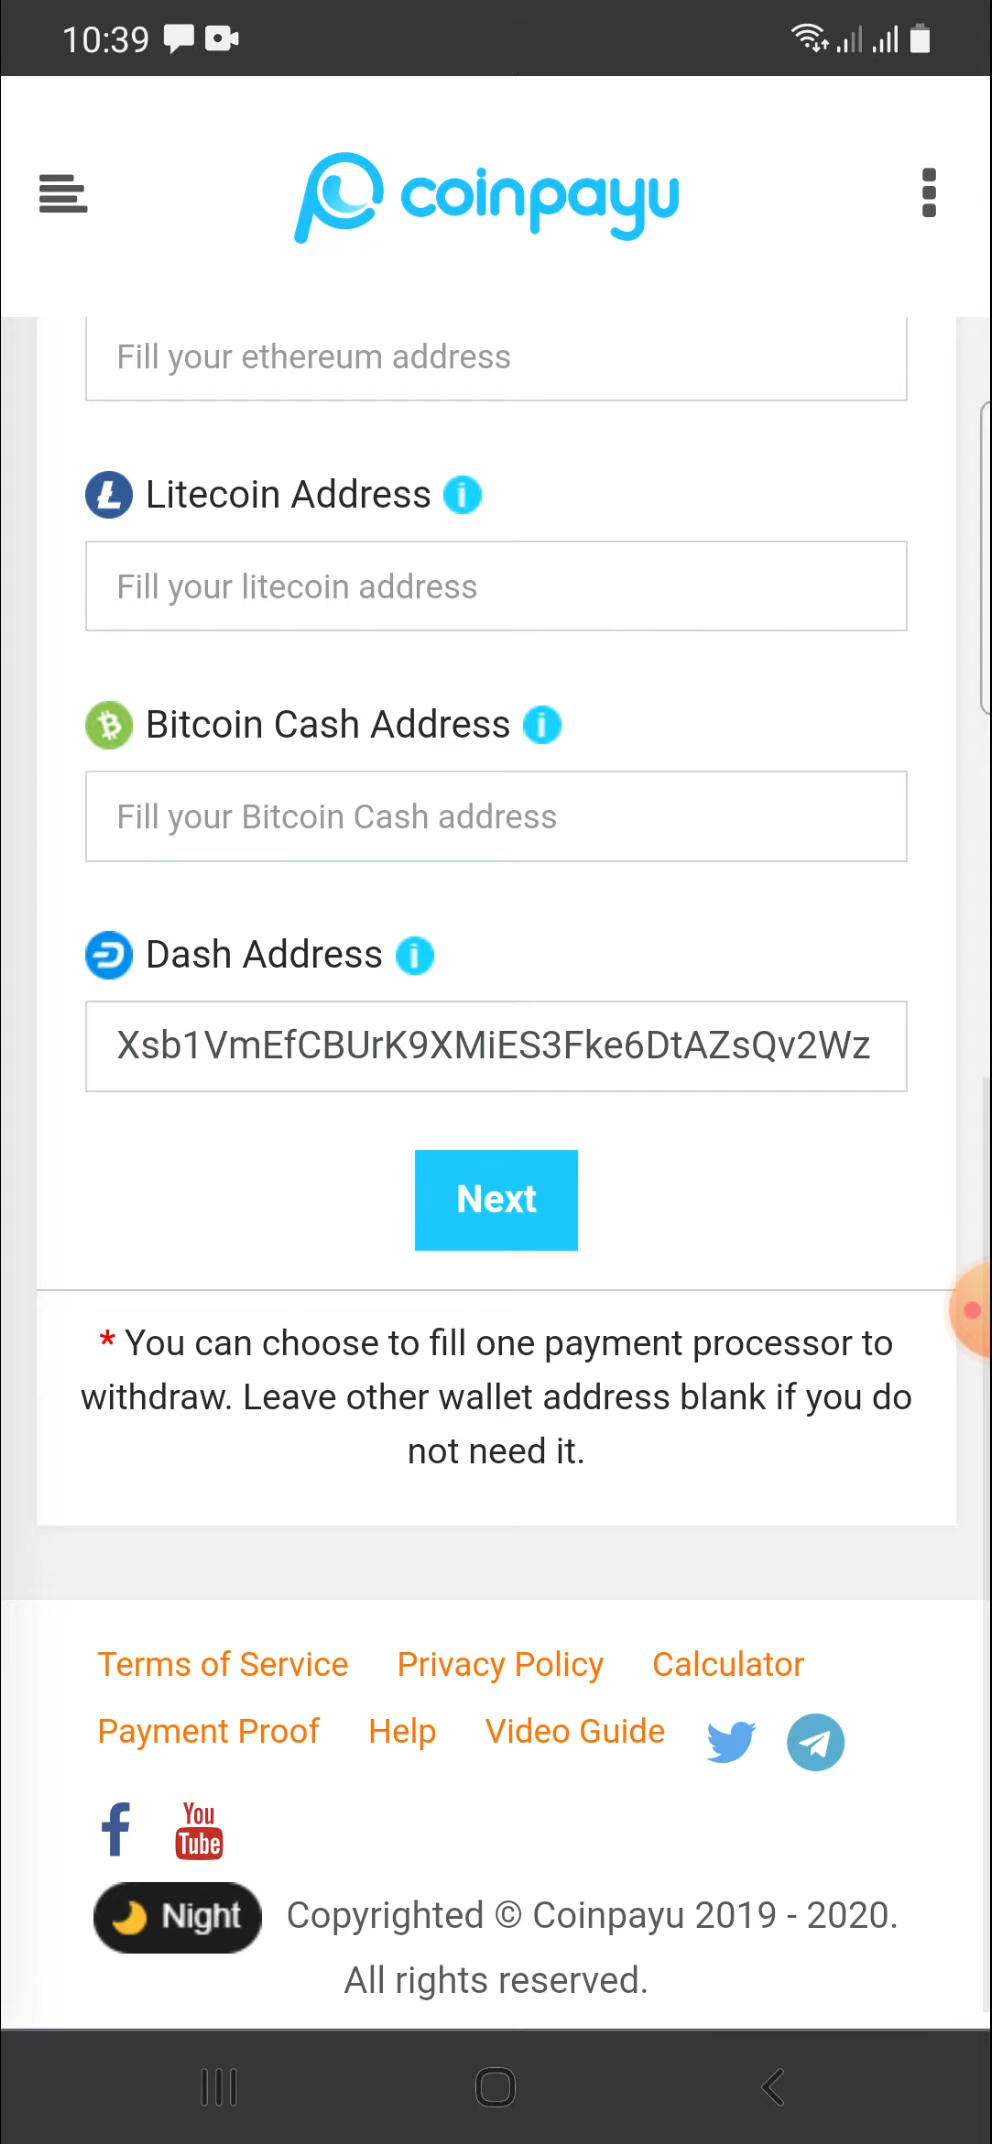 10:39
coinpayu
Fill your ethereum address
Litecoin Address
Fill your litecoin address
Bitcoin Cash Address
Fill your Bitcoin Cash address
Dash Address
Xsb1VmEfCBUrK9XMiES3Fke6DtAZsQv2Wz
Next
* You can choose to fill one payment processor to
withdraw. Leave other wallet address blank if you do
not need it.
Terms of Service Privacy Policy Calculator
Payment Proof Help Video Guide
You
Tube
Night Copyrighted © Coinpayu 2019 - 2020.
All rights reserved.